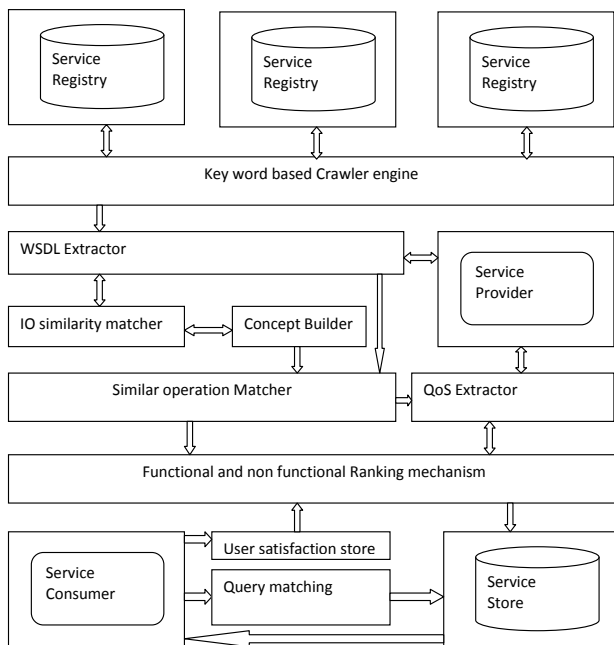 Service
Registry
Service
Registry
Service
Registry
Key word based Crawler engine
WSDL Extractor
Service
Provider
IO similarity matcher
Concept Builder
Similar operation Matcher
QoS Extractor
Functional and non functional Ranking mechanism
User satisfaction store
Service
Consumer
Query matching
Service
Store